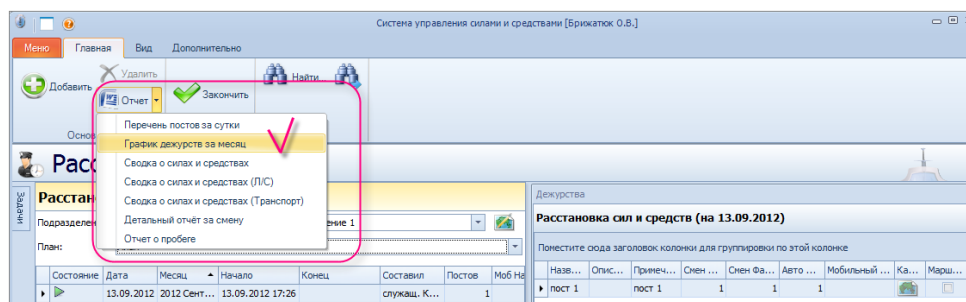 Система управления силами и средствами [Брижатюк О.В.]
Меню Главная Вид Дополнительно
Добавить Удалить Отчет Закончить Найти...
Основ
Перечень постов за сутки
График дежурств за месяц
Сводка о силах и средствах
Сводка о силах и средствах (Л/С)
Сводка о силах и средствах (Транспорт)
Детальный отчёт за смену
Отчет о пробеге
Расс
Задачи
Расстан
Подразделен ение 1
План:
Состояние Дата Месяц Начало Конец Составил Постов Моб На
13.09.2012 2012 Сент... 13.09.2012 17:26 служащ. К... 1
Дежурства
Расстановка сил и средств (на 13.09.2012)
Поместите сюда заголовок колонки для группировки по этой колонке
Назв... Опис... Примеч... Смен ... Смен Фа... Авто ... Мобильный ... Ка... Марш...
пост 1 пост 1 1 1 1